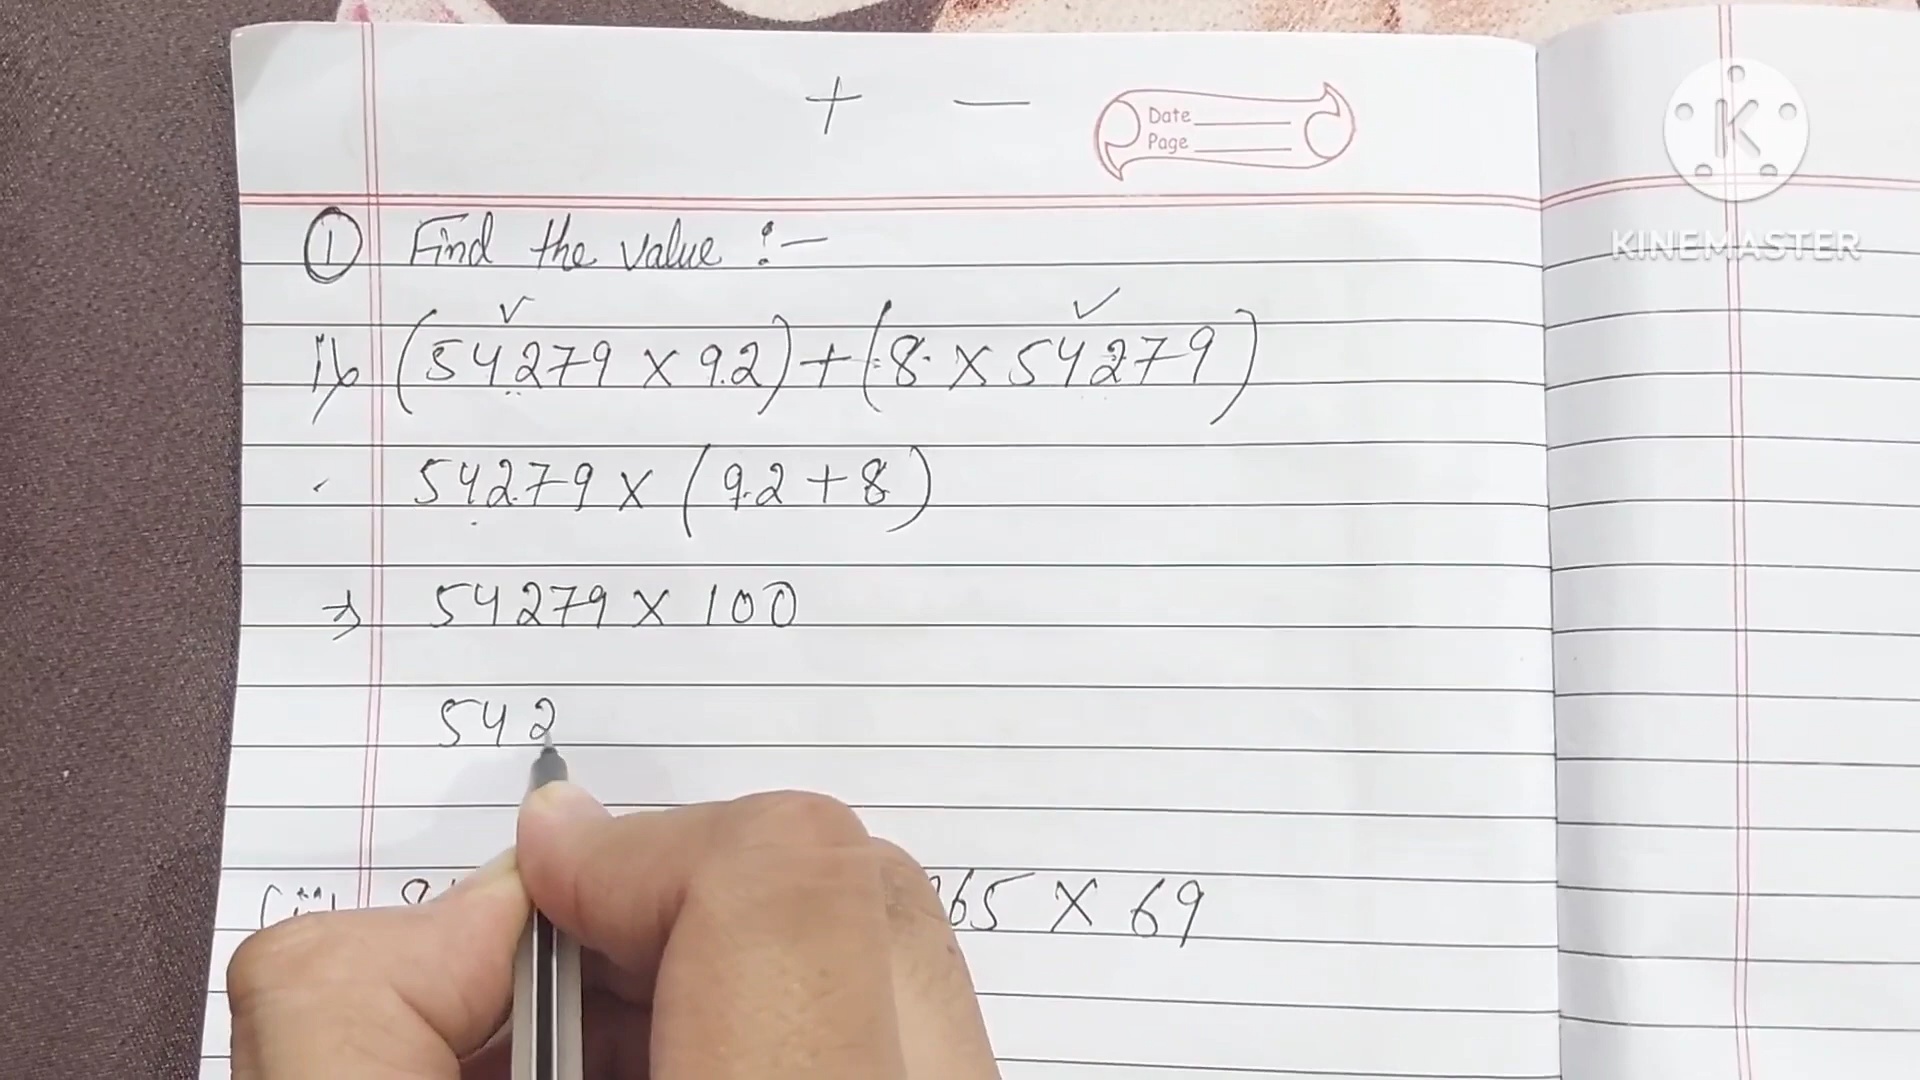 + —
Date
Page
K
KINEMASTER
① Find the value :-
(54279 × 92) + (8 × 54279)
54279 × (92 + 8)
⇒ 54279 × 100
542
65 × 69